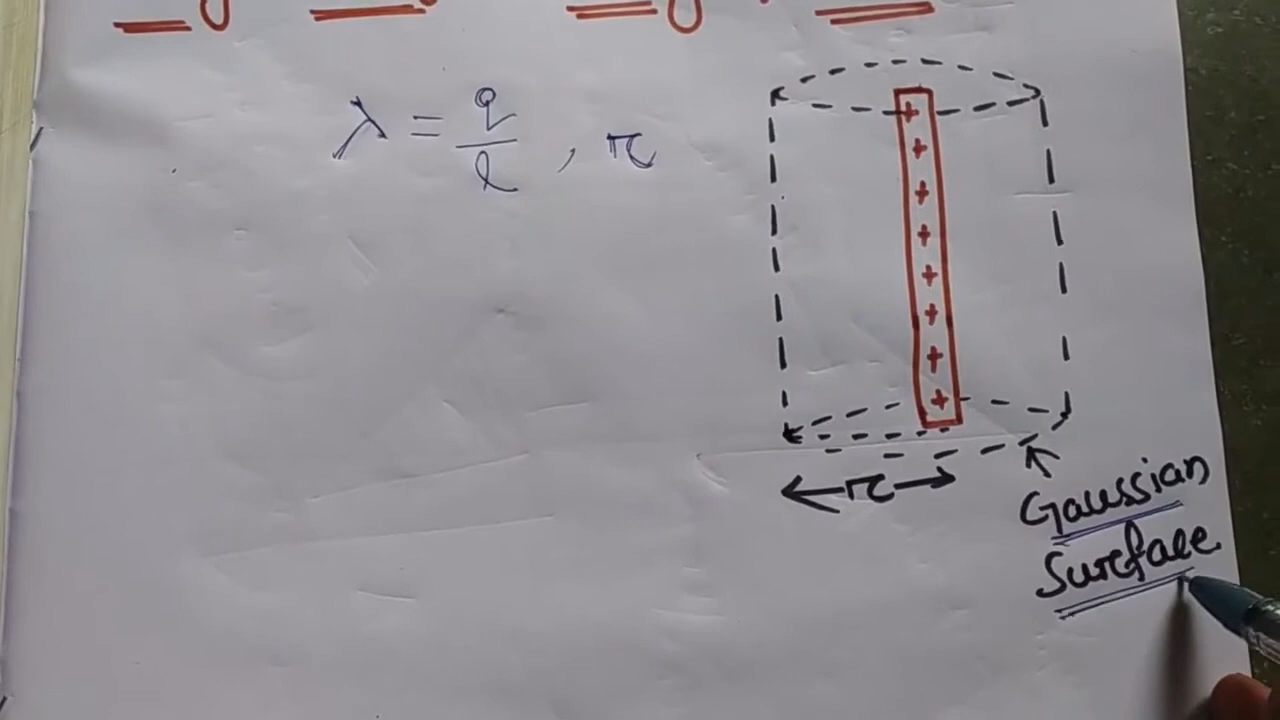 λ = q/l , r
+
+
+
+
+
+
+
+
r
Gaussian
Surface